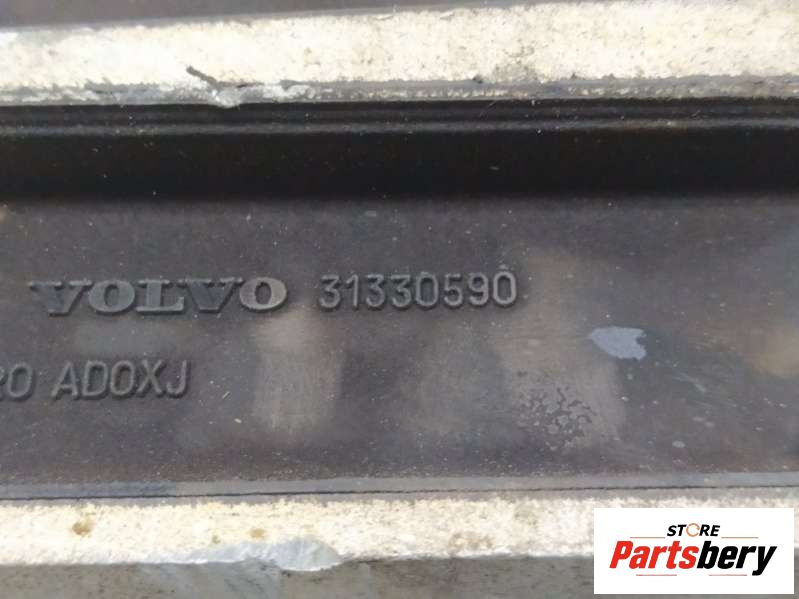 VOLVO 31330590
ADOXJ
STORE
Partsbery